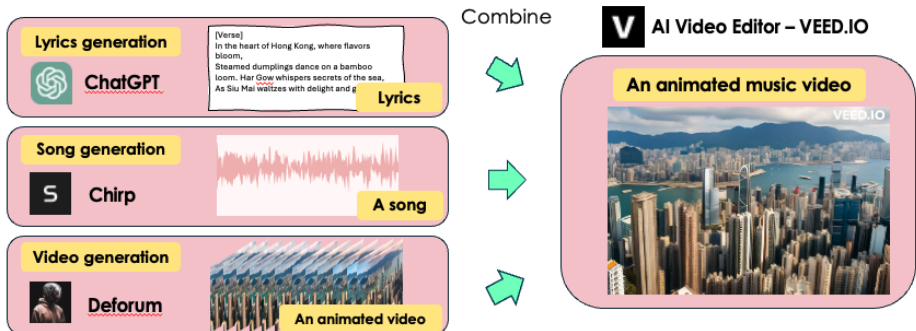 Lyrics generation
ChatGPT
[Verse]
In the heart of Hong Kong, where flavors
bloom,
Steamed dumplings dance on a bamboo
loom. Har Gow whispers secrets of the sea,
As Siu Mai waltzes with delight and
Lyrics
Song generation
S
Chirp
A song
Video generation
Deforum
An animated video
Combine
V
AI Video Editor – VEED.IO
An animated music video
VEED.IO